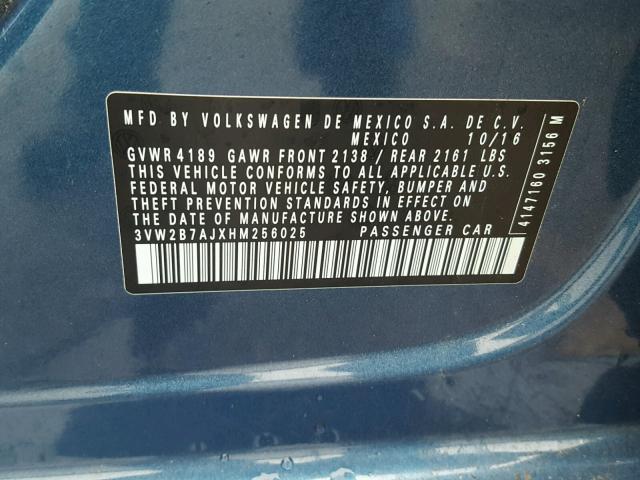 MFD BY VOLKSWAGEN DE MEXICO S.A. DE C.V.
MEXICO 10/16
GVWR 4189 GAWR FRONT 2138 / REAR 2161 LBS
THIS VEHICLE CONFORMS TO ALL APPLICABLE U.S.
FEDERAL MOTOR VEHICLE SAFETY, BUMPER AND
THEFT PREVENTION STANDARDS IN EFFECT ON
THE DATE OF MANUFACTURE SHOWN ABOVE.
3VW2B7AJXHM256025 PASSENGER CAR
4147160 3156 M